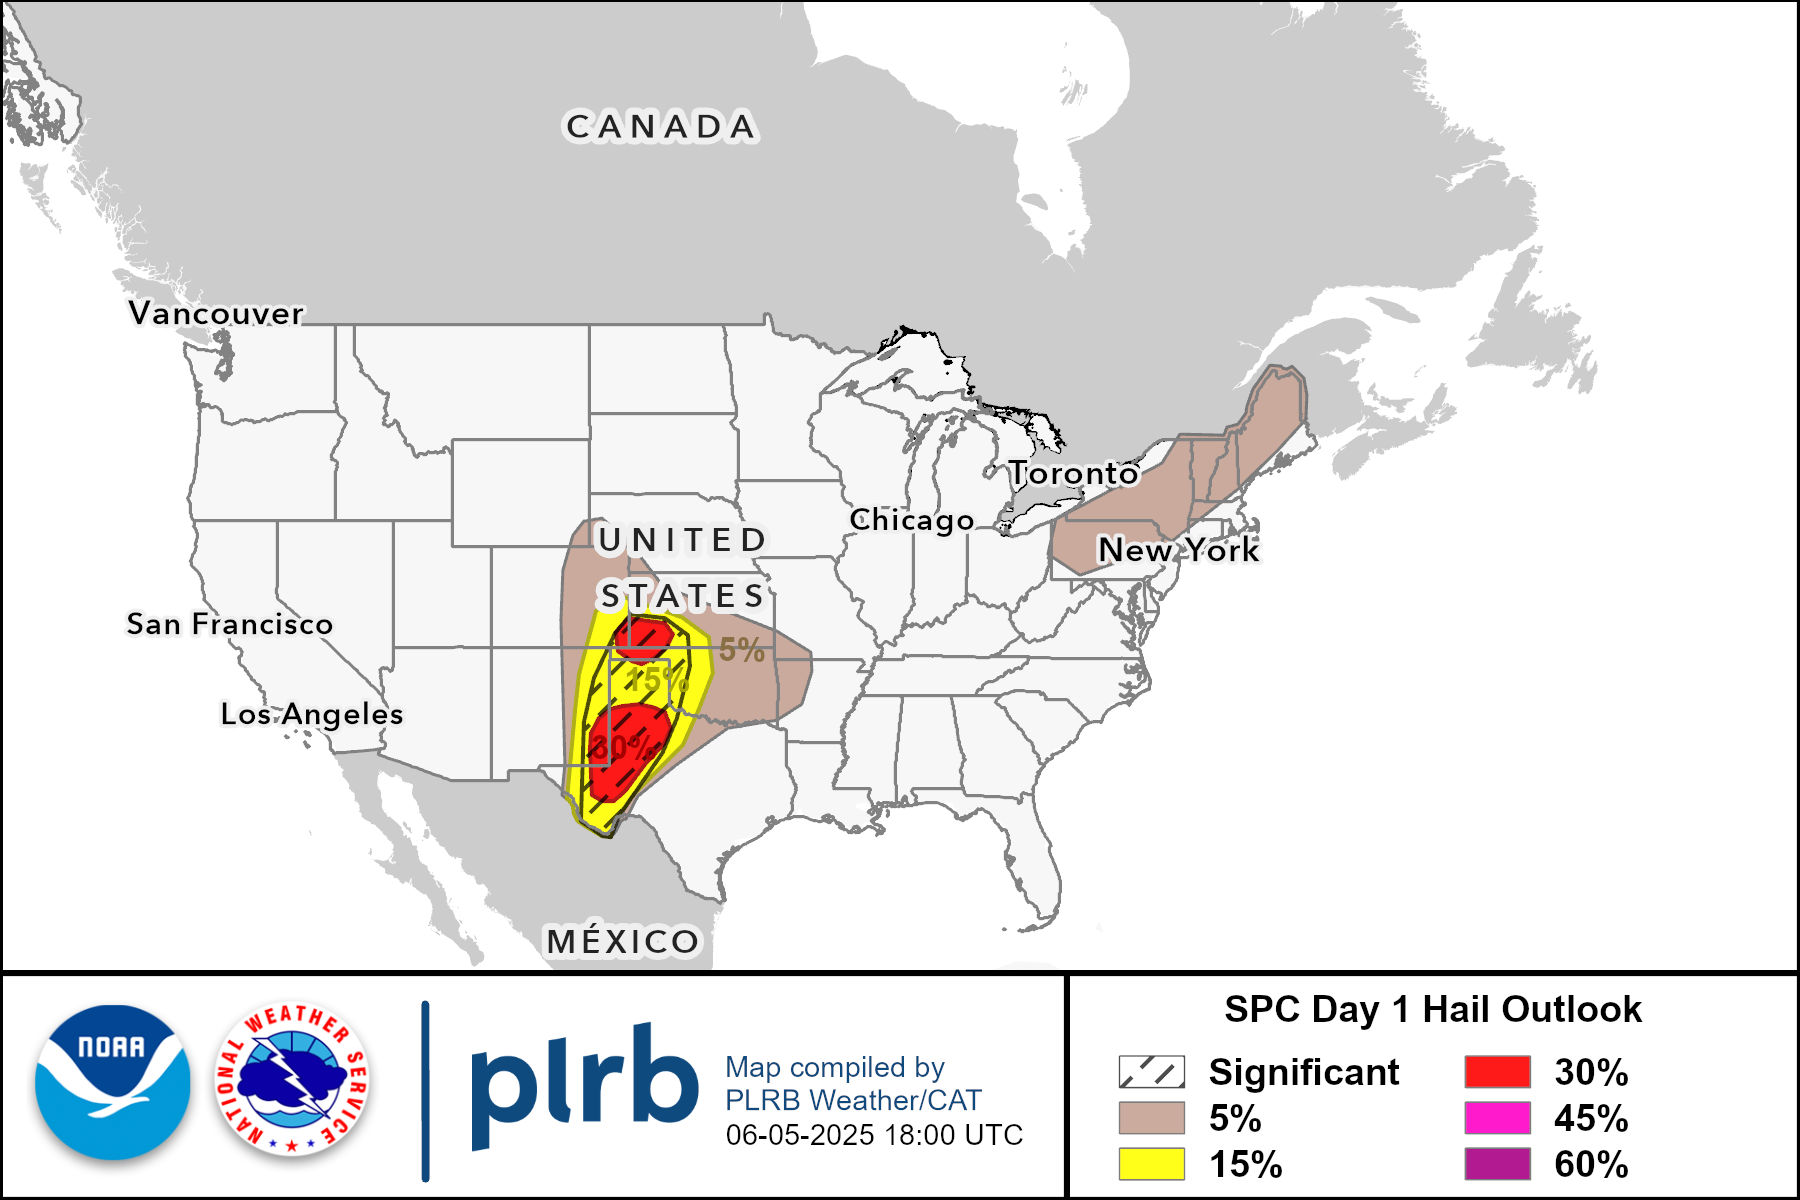 CANADA
Vancouver
Toronto
Chicago
UNITED
New York
STATES
San Francisco
5%
15%
Los Angeles
30%
MÉXICO
NOAA
NATIONAL WEATHER SERVICE
plrb
Map compiled by
PLRB Weather/CAT
06-05-2025 18:00 UTC
SPC Day 1 Hail Outlook
Significant
5%
15%
30%
45%
60%